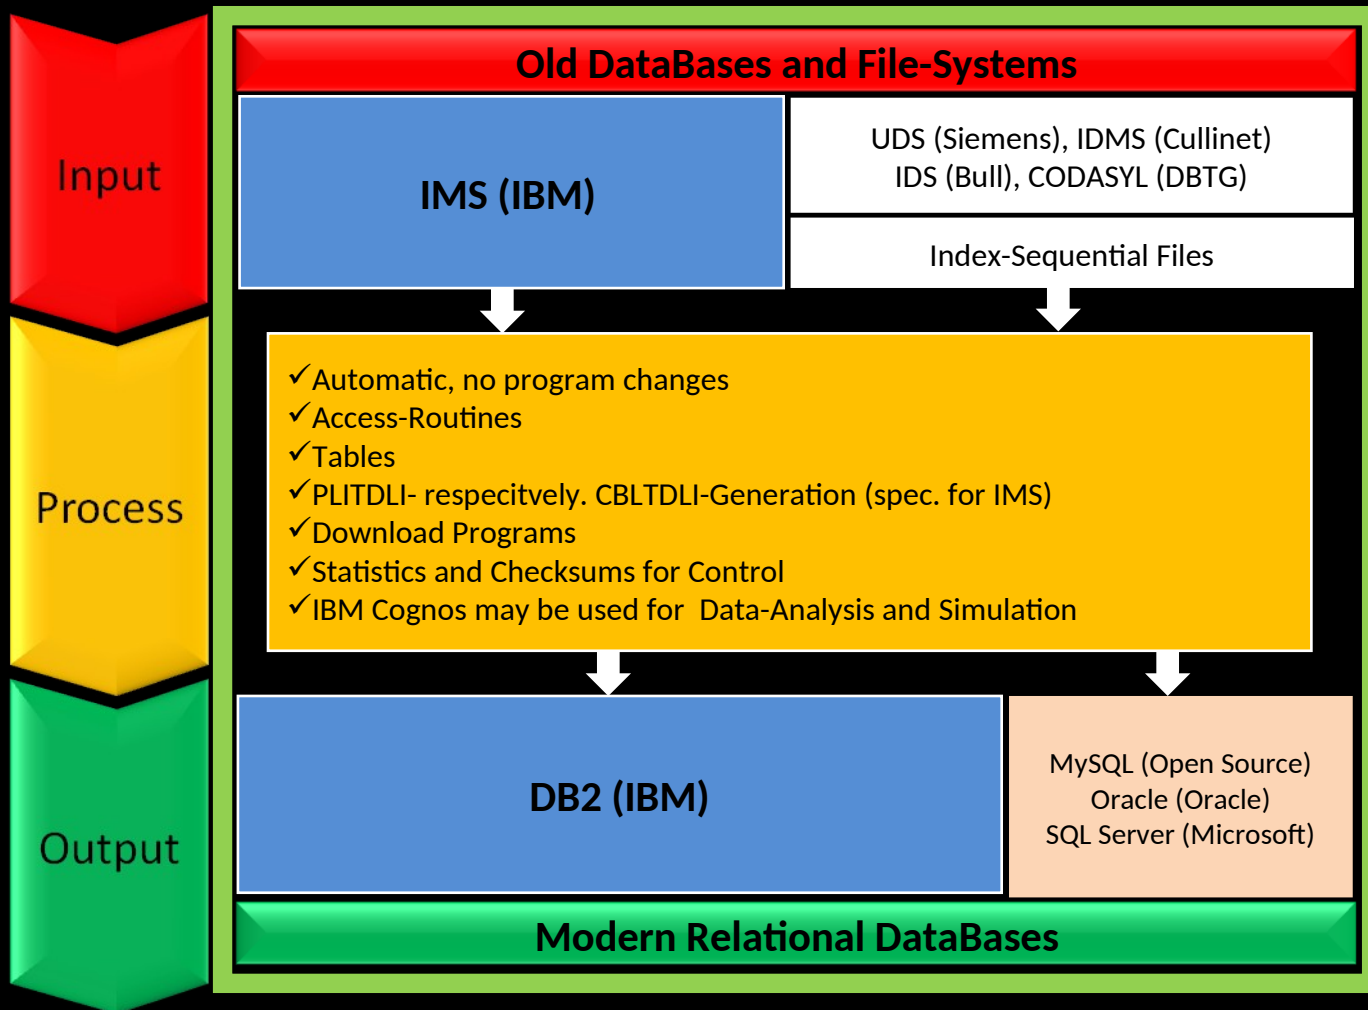 Old DataBases and File-Systems
Input
IMS (IBM)
UDS (Siemens), IDMS (Cullinet)
IDS (Bull), CODASYL (DBTG)
Index-Sequential Files
Process
✓Automatic, no program changes
✓Access-Routines
✓Tables
✓PLITDLI- respecitvely. CBLTDLI-Generation (spec. for IMS)
✓Download Programs
✓Statistics and Checksums for Control
✓IBM Cognos may be used for  Data-Analysis and Simulation
Output
DB2 (IBM)
MySQL (Open Source)
Oracle (Oracle)
SQL Server (Microsoft)
Modern Relational DataBases